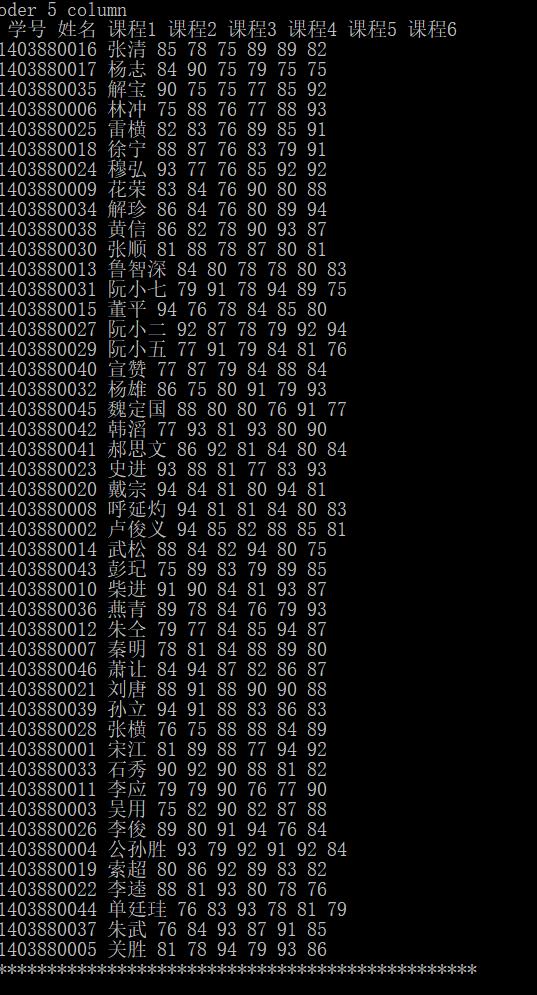 oder 5 column
学号 姓名 课程1 课程2 课程3 课程4 课程5 课程6
1403880016 张清 85 78 75 89 89 82
1403880017 杨志 84 90 75 79 75 75
1403880035 解宝 90 75 75 77 85 92
1403880006 林冲 75 88 76 77 88 93
1403880025 雷横 82 83 76 89 85 91
1403880018 徐宁 88 87 76 83 79 91
1403880024 穆弘 93 77 76 85 92 92
1403880009 花荣 83 84 76 90 80 88
1403880034 解珍 86 84 76 80 89 94
1403880038 黄信 86 82 78 90 93 87
1403880030 张顺 81 88 78 87 80 81
1403880013 鲁智深 84 80 78 78 80 83
1403880031 阮小七 79 91 78 94 89 75
1403880015 董平 94 76 78 84 85 80
1403880027 阮小二 92 87 78 79 92 94
1403880029 阮小五 77 91 79 84 81 76
1403880040 宣赞 77 87 79 84 88 84
1403880032 杨雄 86 75 80 91 79 93
1403880045 魏定国 88 80 80 76 91 77
1403880042 韩滔 77 93 81 93 80 90
1403880041 郝思文 86 92 81 84 80 84
1403880023 史进 93 88 81 77 83 93
1403880020 戴宗 94 84 81 80 94 81
1403880008 呼延灼 94 81 81 84 80 83
1403880002 卢俊义 94 85 82 88 85 81
1403880014 武松 88 84 82 94 80 75
1403880043 彭玘 75 89 83 79 89 85
1403880010 柴进 91 90 84 81 93 87
1403880036 燕青 89 78 84 76 79 93
1403880012 朱仝 79 77 84 85 94 87
1403880007 秦明 78 81 84 88 89 80
1403880046 萧让 84 94 87 82 86 87
1403880021 刘唐 88 91 88 90 90 88
1403880039 孙立 94 91 88 83 86 83
1403880028 张横 76 75 88 88 84 89
1403880001 宋江 81 89 88 77 94 92
1403880033 石秀 90 92 90 88 81 82
1403880011 李应 79 79 90 76 77 90
1403880003 吴用 75 82 90 82 87 88
1403880026 李俊 89 80 91 94 76 84
1403880004 公孙胜 93 79 92 91 92 84
1403880019 索超 80 86 92 89 83 82
1403880022 李逵 88 81 93 80 78 76
1403880044 单廷珪 76 83 93 78 81 79
1403880037 朱武 76 84 93 87 91 85
1403880005 关胜 81 78 94 79 93 86
************************************************